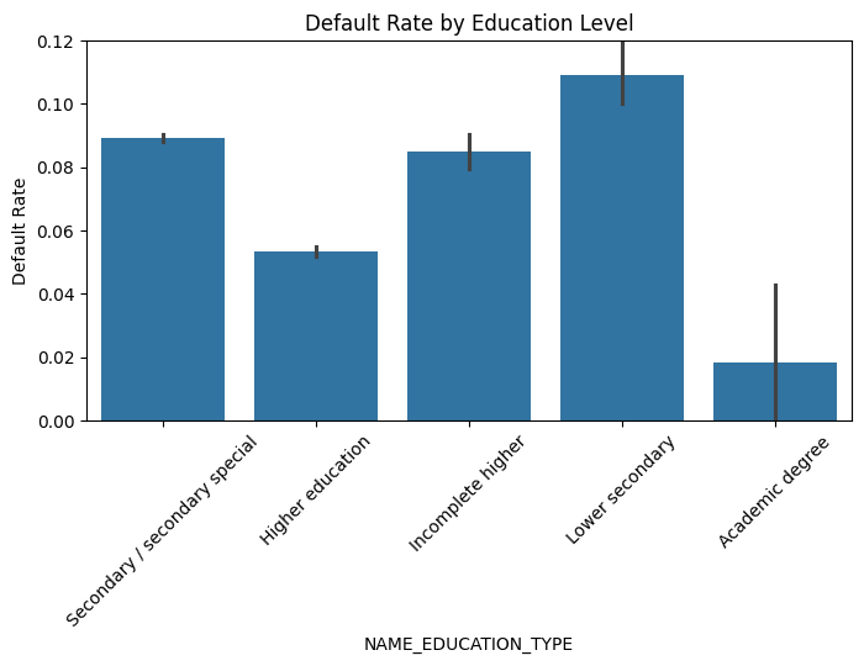 Default Rate by Education Level
Default Rate
0.12
0.10
0.08
0.06
0.04
0.02
0.00
Secondary / secondary special
Higher education
Incomplete higher
Lower secondary
Academic degree
NAME_EDUCATION_TYPE